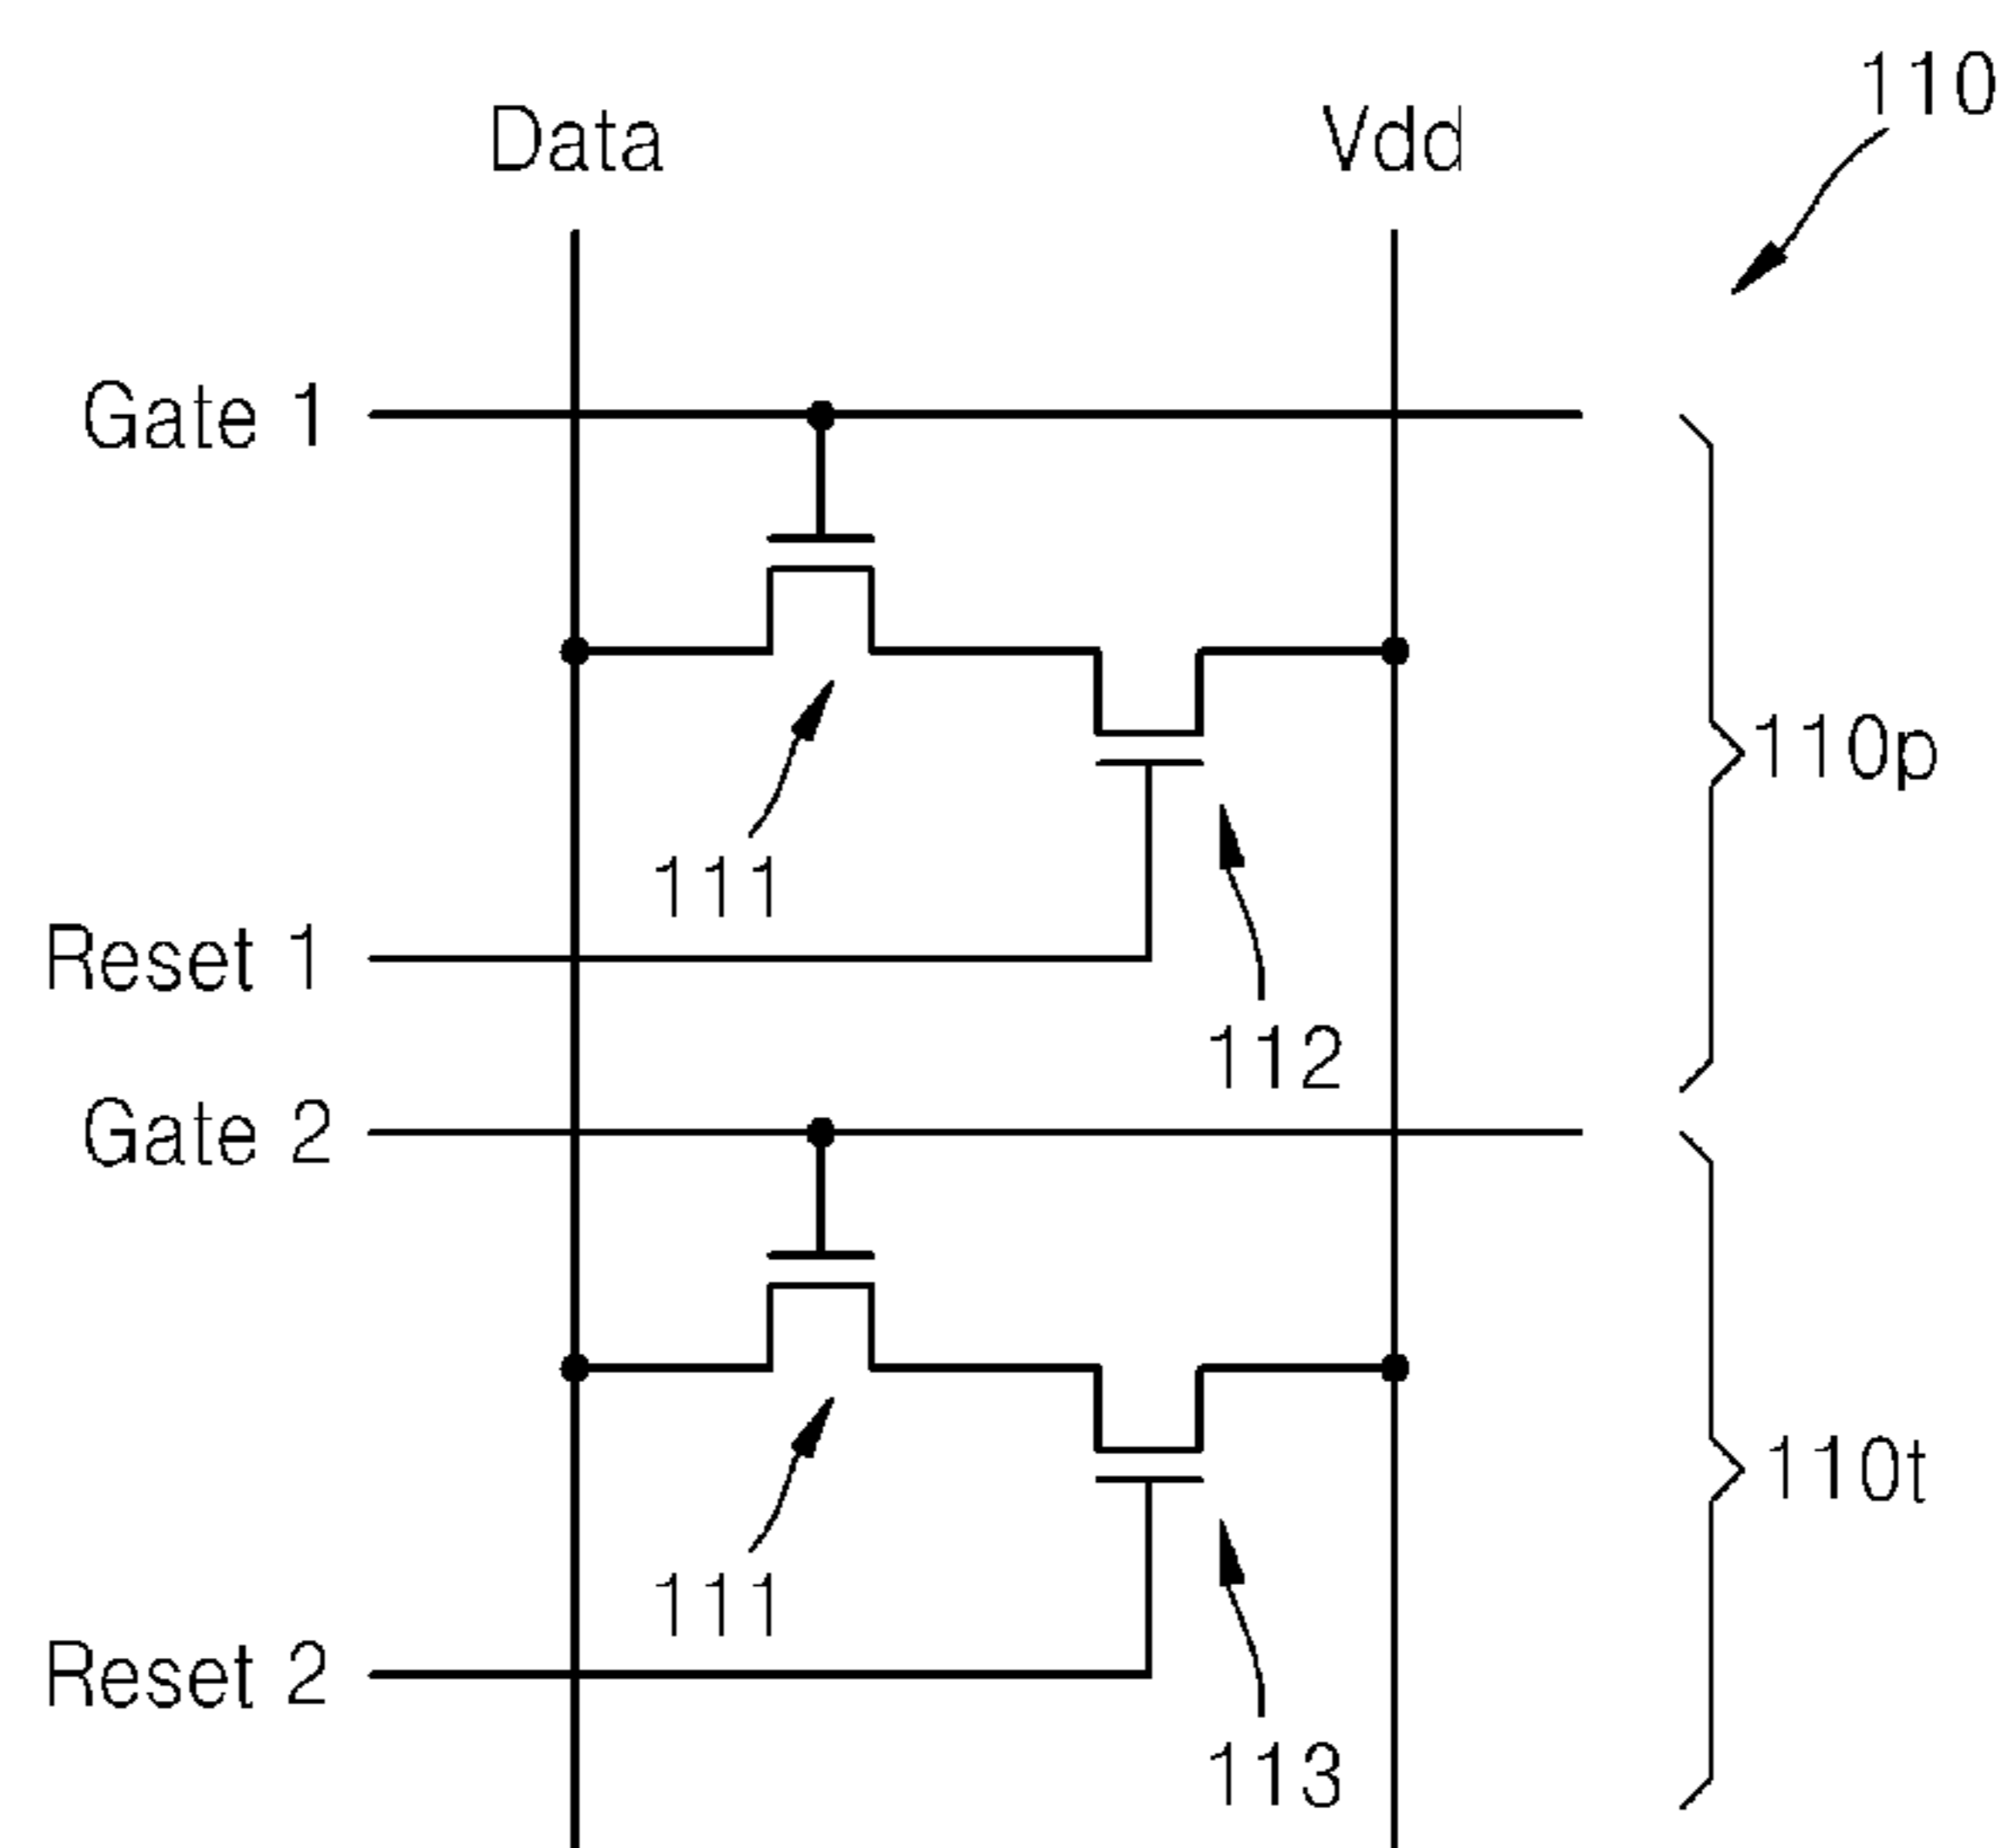 110
Data Vdd
Gate 1
110p
111
Reset 1
112
Gate 2
110t
111
Reset 2
113